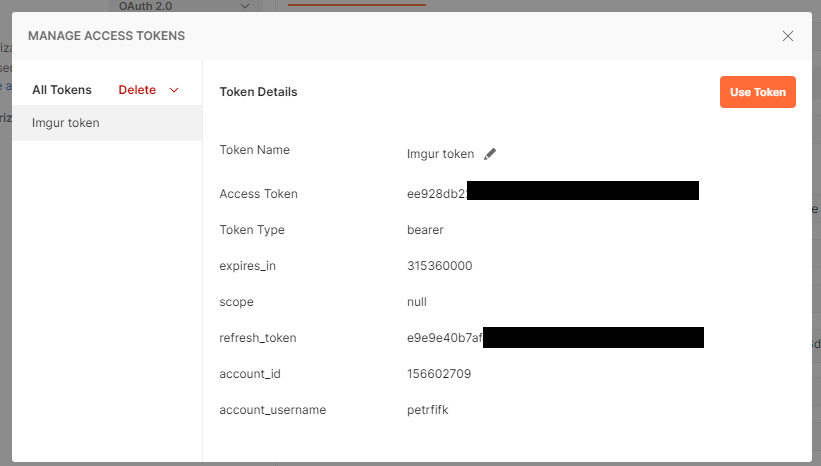 OAuth 2.0
MANAGE ACCESS TOKENS
All Tokens Delete
Imgur token
Token Details
Use Token
Token Name Imgur token
Access Token ee928db2
Token Type bearer
expires_in 315360000
scope null
refresh_token e9e9e40b7af
account_id 156602709
account_username petrfifk